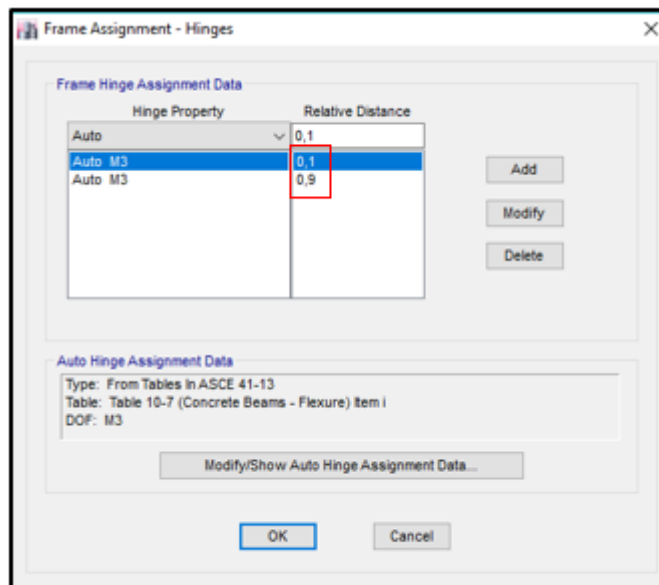 Frame Assignment - Hinges
Frame Hinge Assignment Data
Hinge Property Relative Distance
Auto 0,1
Auto M3 0,1
Auto M3 0,9
Add
Modify
Delete
Auto Hinge Assignment Data
Type: From Tables In ASCE 41-13
Table: Table 10-7 (Concrete Beams - Flexure) Item i
DOF: M3
Modify/Show Auto Hinge Assignment Data...
OK Cancel